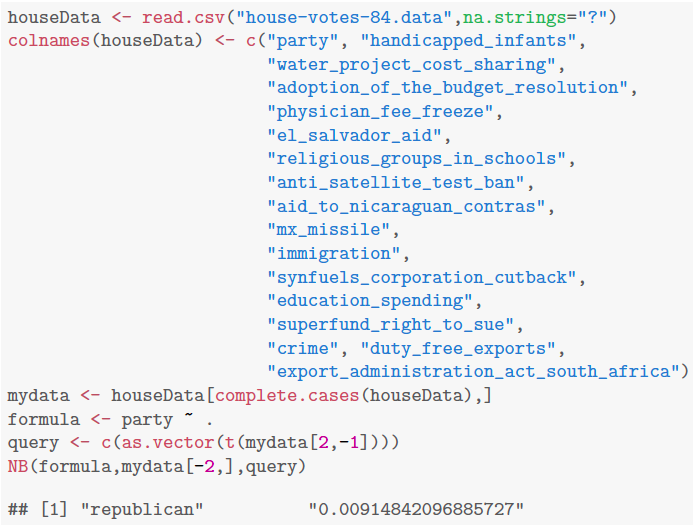 houseData <- read.csv("house-votes-84.data",na.strings="?")
colnames(houseData) <- c("party", "handicapped_infants",
"water_project_cost_sharing",
"adoption_of_the_budget_resolution",
"physician_fee_freeze",
"el_salvador_aid",
"religious_groups_in_schools",
"anti_satellite_test_ban",
"aid_to_nicaraguan_contras",
"mx_missile",
"immigration",
"synfuels_corporation_cutback",
"education_spending",
"superfund_right_to_sue",
"crime", "duty_free_exports",
"export_administration_act_south_africa")
mydata <- houseData[complete.cases(houseData),]
formula <- party ~ .
query <- c(as.vector(t(mydata[2,-1])))
NB(formula,mydata[-2,],query)
## [1] "republican" "0.00914842096885727"